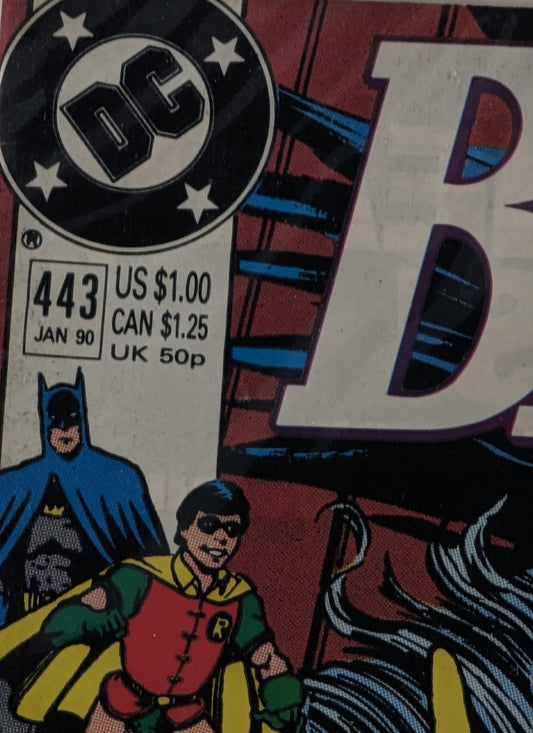 DC
B
443
JAN 90
US $1.00
CAN $1.25
UK 50p
R